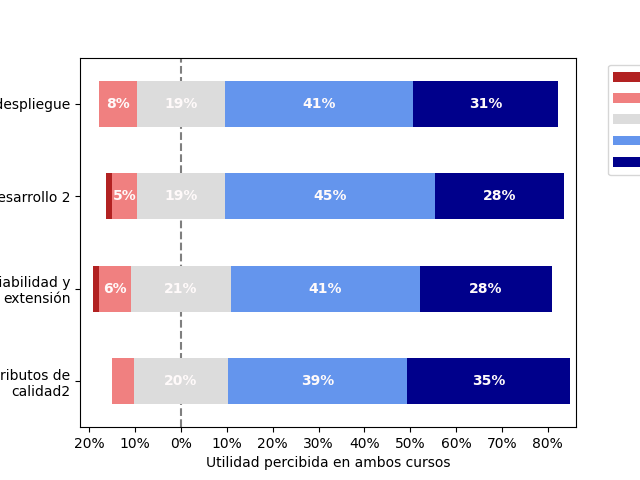 despliegue
8% 19% 41% 31%
esarrollo 2
5% 19% 45% 28%
iabilidad y
extensión
6% 21% 41% 28%
ributos de
calidad2
20% 39% 35%
20% 10% 0% 10% 20% 30% 40% 50% 60% 70% 80%
Utilidad percibida en ambos cursos